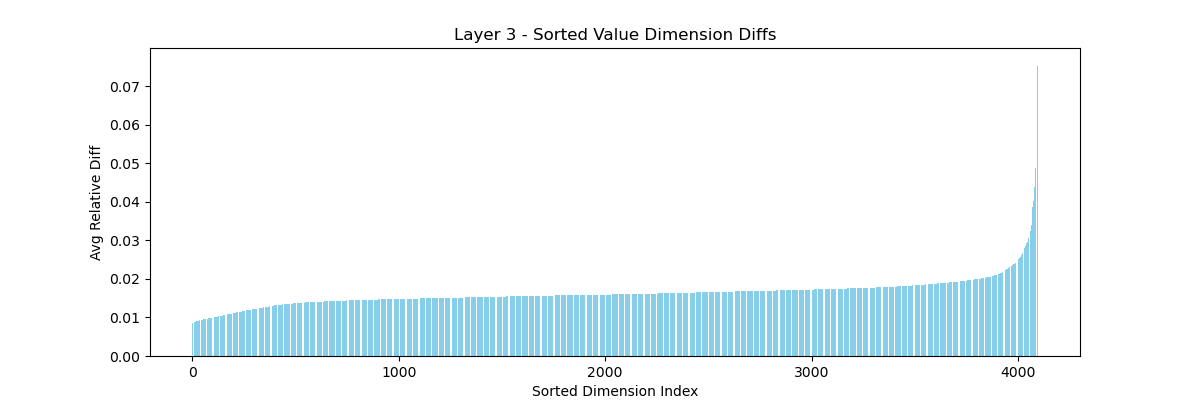 Layer 3 - Sorted Value Dimension Diffs
Avg Relative Diff
0.07
0.06
0.05
0.04
0.03
0.02
0.01
0.00
0 1000 2000 3000 4000
Sorted Dimension Index